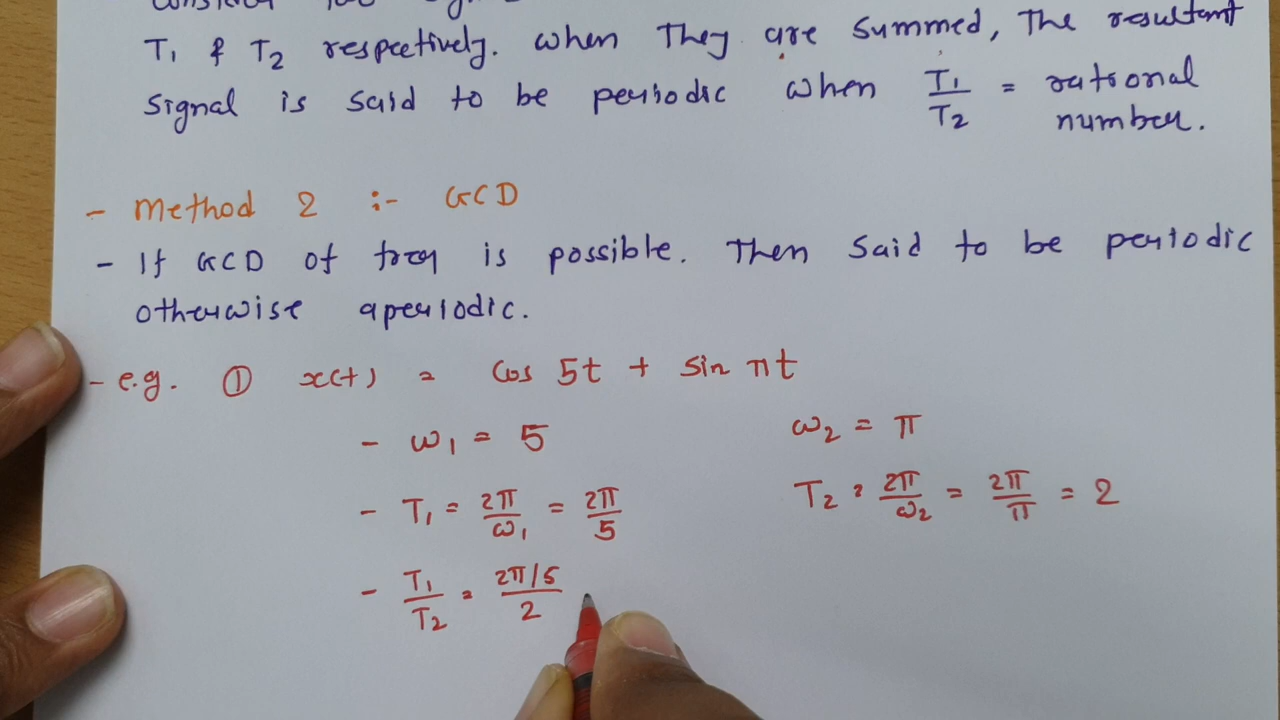 T1 & T2 respectively. when They are summed, The resultant
signal is said to be periodic when T1/T2 = rational number.
- Method 2 :- GCD
- If GCD of freq is possible. Then said to be periodic
otherwise aperiodic.
- e.g. ① x(t) = Cos 5t + Sin πt
- ω1 = 5 ω2 = π
- T1 = 2π/ω1 = 2π/5 T2 = 2π/ω2 = 2π/π = 2
- T1/T2 = 2π/5 / 2